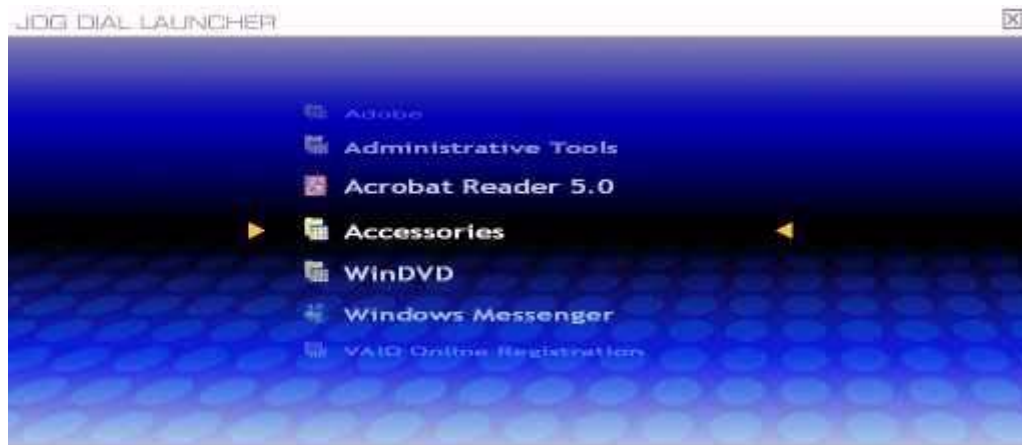 JOG DIAL LAUNCHER
Adobe
Administrative Tools
Acrobat Reader 5.0
Accessories
WinDVD
Windows Messenger
VAIO Online Registration